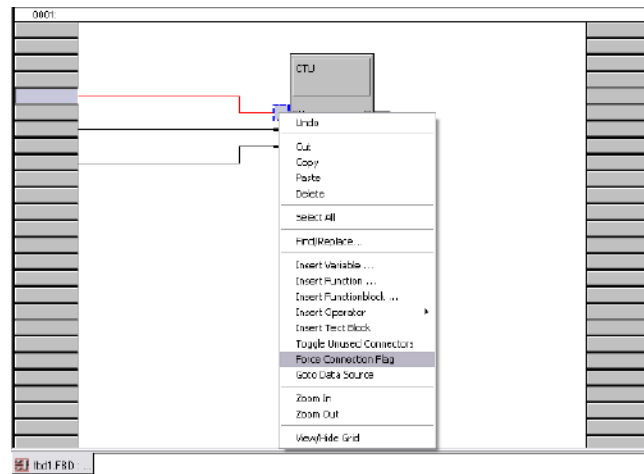 0001:
CTU
Undo
Cut
Copy
Paste
Delete
Select All
Find/Replace...
Insert Variable ...
Insert Function ...
Insert Functionblock ...
Insert Operator
Insert Text Block
Toggle Unused Connectors
Force Connection Flag
Goto Data Source
Zoom In
Zoom Out
View/Hide Grid
fbd1.FBD : ...